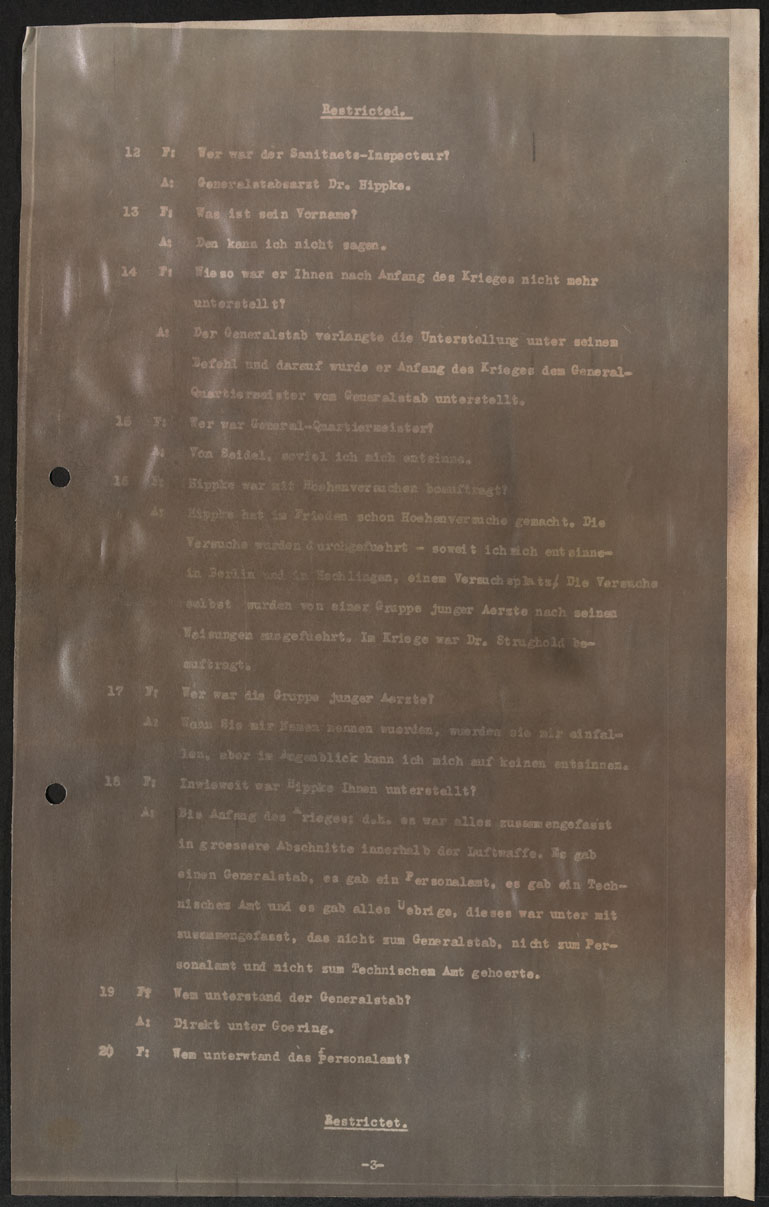 Restricted.
12 F: Wer war der Sanitaets-Inspecteur?
A: Generalstabsarzt Dr. Hippke.
13 F: Was ist sein Vorname?
A: Den kann ich nicht sagen.
14 F: Wieso war er Ihnen nach Anfang des Krieges nicht mehr
unterstellt?
A: Der Generalstab verlangte die Unterstellung unter seinem
Befehl und darauf wurde er Anfang des Krieges dem General-
Quartiermeister vom Generalstab unterstellt.
15 F: Wer war General-Quartiermeister?
A: Von Seidel, soviel ich mich entsinne.
16 F: Hippke war mit Hoehenversuchen beauftragt?
A: Hippke hat im Frieden schon Hoehenversuche gemacht. Die
Versuche wurden durchgefuehrt - soweit ich mich entsinne-
in Berlin und in Rechlingen, einem Versuchsplatz/ Die Versuche
selbst wurden von einer Gruppe junger Aerzte nach seinen
Weisungen ausgefuehrt. Im Kriege war Dr. Strughold be-
auftragt.
17 F: Wer war die Gruppe junger Aerzte?
A: Wenn Sie mir Namen nennen wuerden, wuerden sie mir einfal-
len, aber im Augenblick kann ich mich auf keinen entsinnen.
18 F: Inwieweit war Hippke Ihnen unterstellt?
A: Bis Anfang des Krieges; d.h. es war alles zusammengefasst
in groessere Abschnitte innerhalb der Luftwaffe. Es gab
einen Generalstab, es gab ein Personalamt, es gab ein Tech-
nisches Amt und es gab alles Uebrige, dieses war unter mit
zusammengefasst, das nicht zum Generalstab, nicht zum Per-
sonalamt und nicht zum Technischem Amt gehoerte.
19 F: Wem unterstand der Generalstab?
A: Direkt unter Goering.
20 F: Wem unterwtand das Personalamt?
Restrictet.
-3-